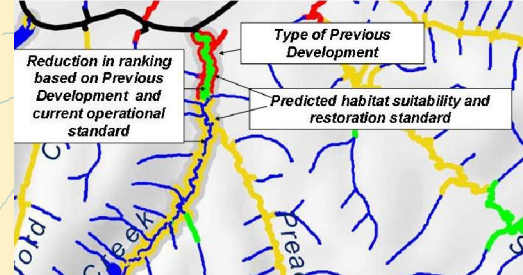 Type of Previous
Development
Reduction in ranking
based on Previous
Development and
current operational
standard
Predicted habitat suitability and
restoration standard
Creek